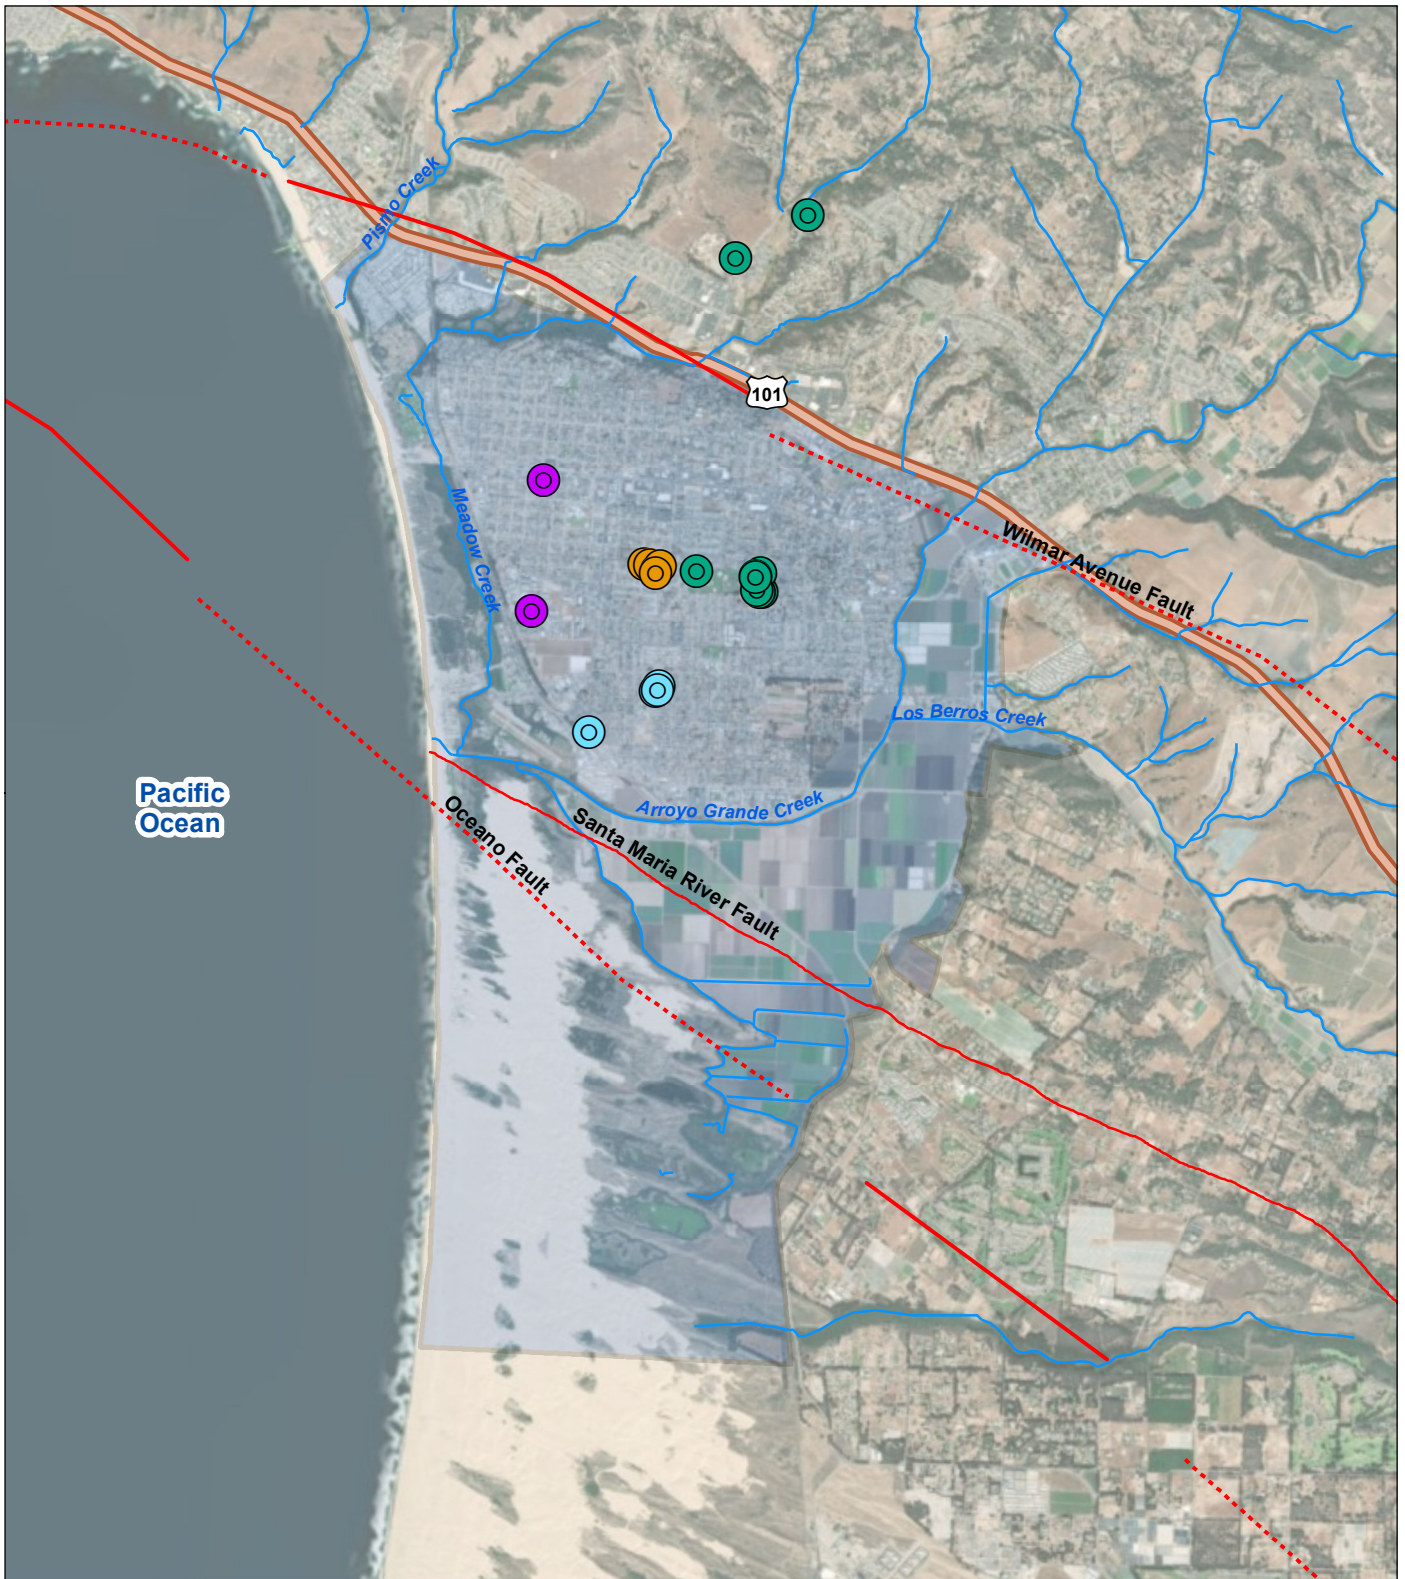 Pismo Creek
101
Meadow Creek
Wilmar Avenue Fault
Los Berros Creek
Pacific
Ocean
Arroyo Grande Creek
Oceano Fault
Santa Maria River Fault